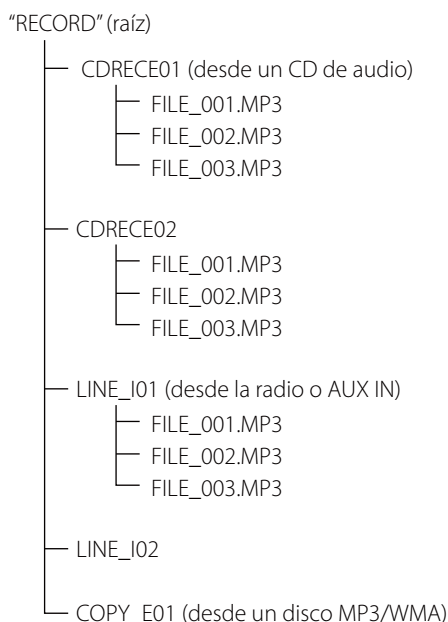 “RECORD” (raíz)
CDRECE01 (desde un CD de audio)
FILE_001.MP3
FILE_002.MP3
FILE_003.MP3
CDRECE02
FILE_001.MP3
FILE_002.MP3
FILE_003.MP3
LINE_I01 (desde la radio o AUX IN)
FILE_001.MP3
FILE_002.MP3
FILE_003.MP3
LINE_I02
COPY_E01 (desde un disco MP3/WMA)